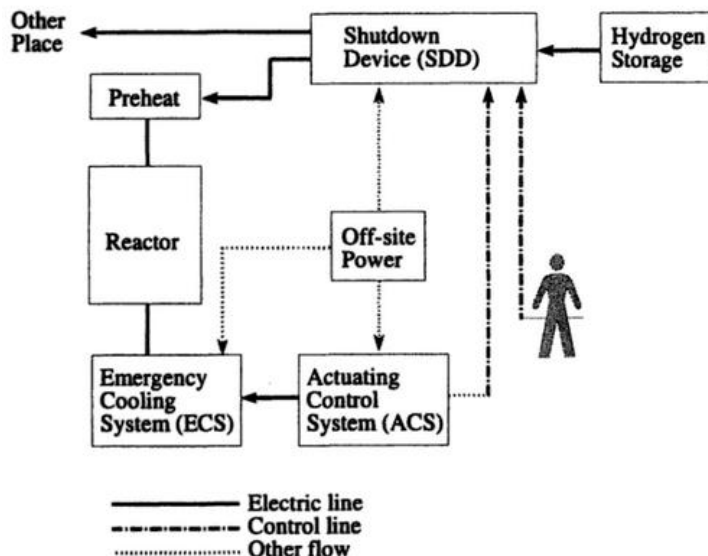 Other
Place
Shutdown
Device (SDD)
Hydrogen
Storage
Preheat
Reactor
Off-site
Power
Emergency
Cooling
System (ECS)
Actuating
Control
System (ACS)
Electric line
Control line
Other flow